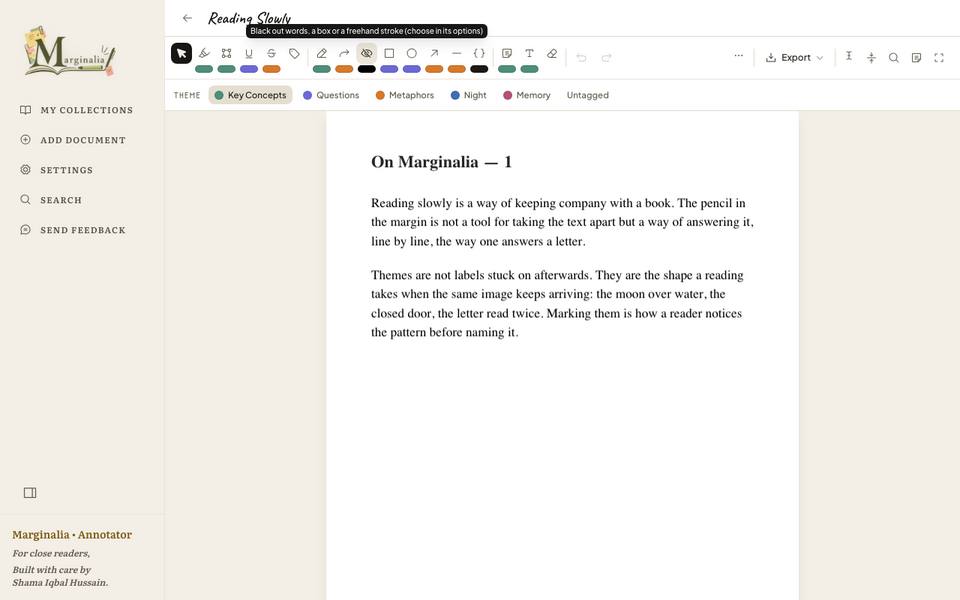 Marginalia
MY COLLECTIONS
ADD DOCUMENT
SETTINGS
SEARCH
SEND FEEDBACK
Marginalia • Annotator
For close readers,
Built with care by
Shama Iqbal Hussain.
Reading Slowly
Black out words, a box or a freehand stroke (choose in its options)
Export
THEME Key Concepts Questions Metaphors Night Memory Untagged
On Marginalia — 1
Reading slowly is a way of keeping company with a book. The pencil in
the margin is not a tool for taking the text apart but a way of answering it,
line by line, the way one answers a letter.
Themes are not labels stuck on afterwards. They are the shape a reading
takes when the same image keeps arriving: the moon over water, the
closed door, the letter read twice. Marking them is how a reader notices
the pattern before naming it.